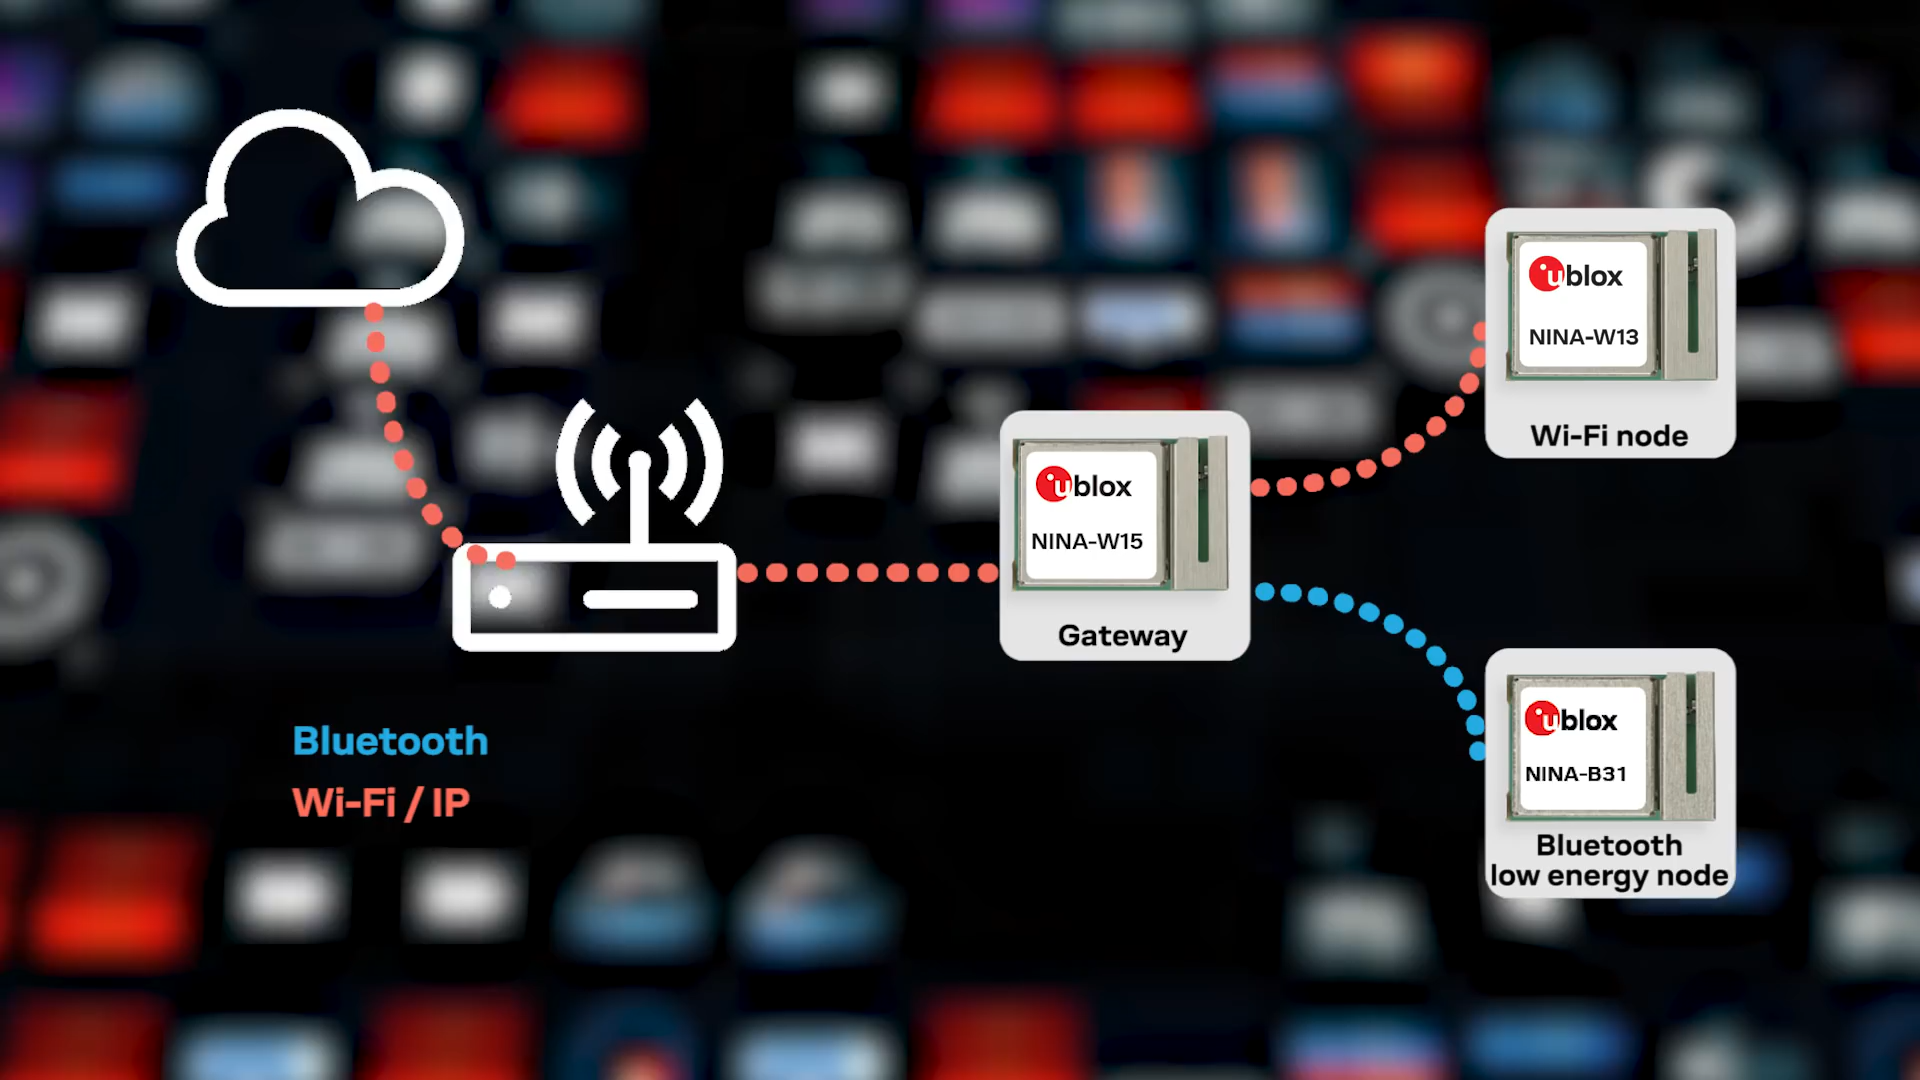 ublox
NINA-W13
Wi-Fi node
ublox
NINA-W15
Gateway
ublox
NINA-B31
Bluetooth
low energy node
Bluetooth
Wi-Fi / IP